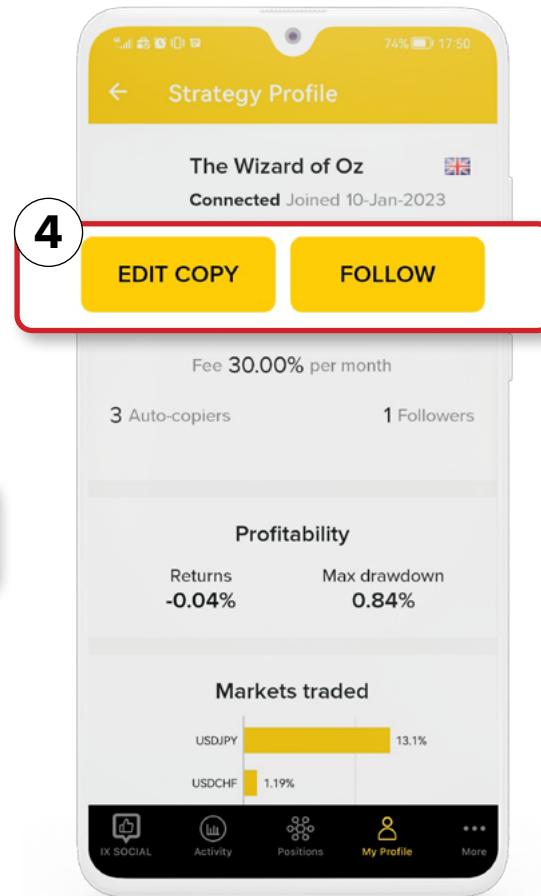 74% 17:50
Strategy Profile
The Wizard of Oz
Connected Joined 10-Jan-2023
4
EDIT COPY FOLLOW
Fee 30.00% per month
3 Auto-copiers 1 Followers
Profitability
Returns Max drawdown
-0.04% 0.84%
Markets traded
USDJPY 13.1%
USDCHF 1.19%
IX SOCIAL Activity Positions My Profile More